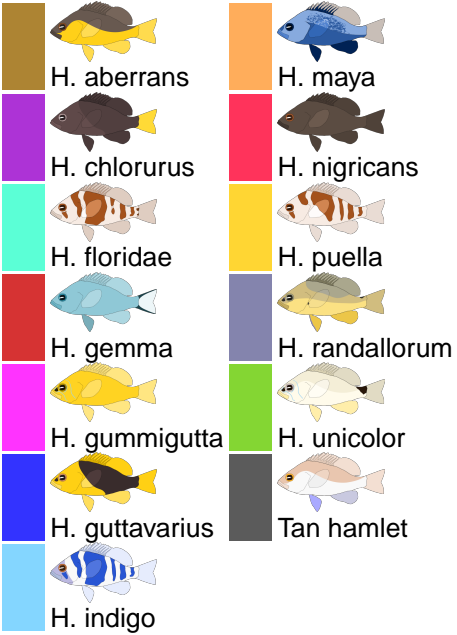 H. aberrans
H. maya
H. chlorurus
H. nigricans
H. floridae
H. puella
H. gemma
H. randallorum
H. gummigutta
H. unicolor
H. guttavarius
Tan hamlet
H. indigo